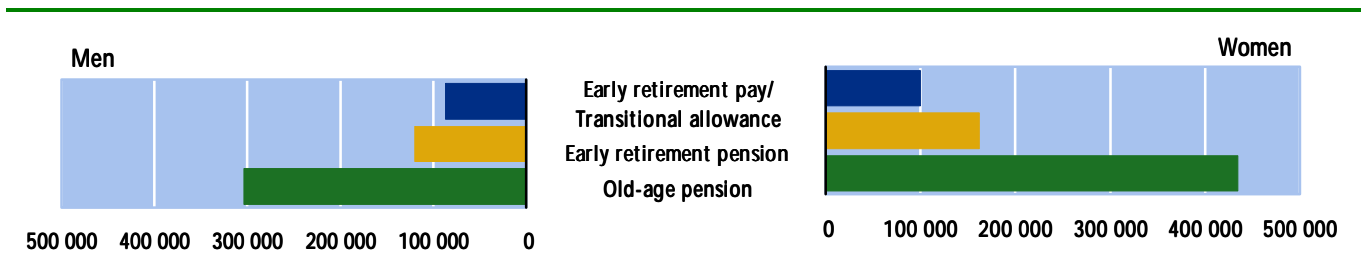 Men
Women
Early retirement pay/
Transitional allowance
Early retirement pension
Old-age pension
500 000 400 000 300 000 200 000 100 000 0
0 100 000 200 000 300 000 400 000 500 000